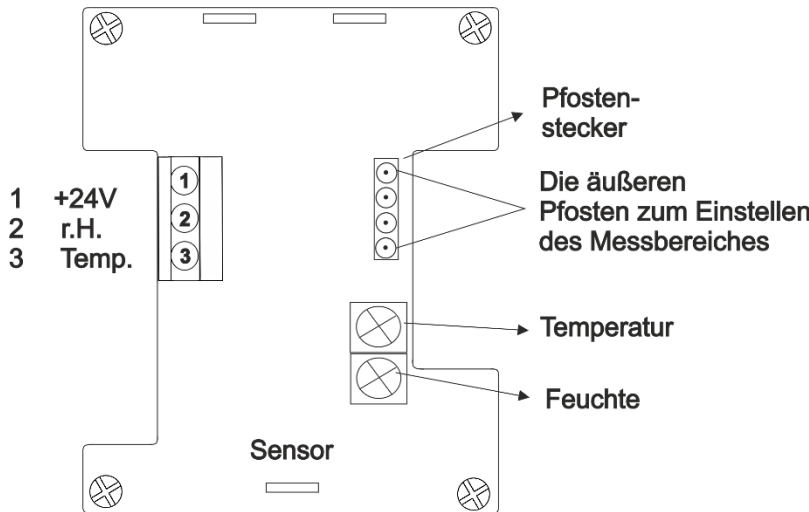 Pfosten-
stecker
1 +24V
2 r.H.
3 Temp.
1
2
3
Die äußeren
Pfosten zum Einstellen
des Messbereiches
Temperatur
Feuchte
Sensor